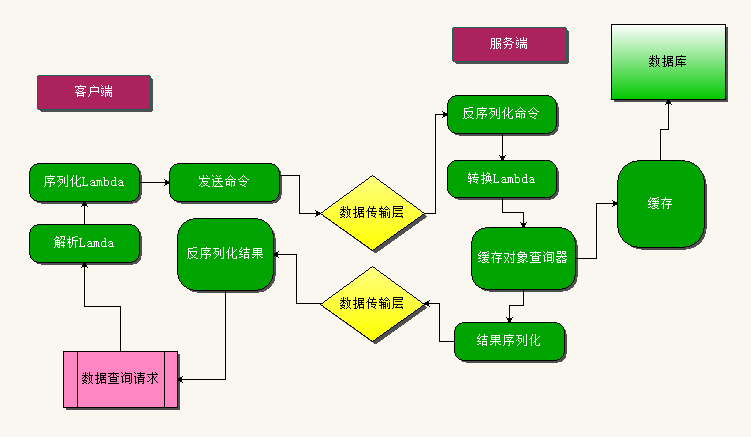 服务端
数据库
客户端
反序列化命令
序列化Lambda
发送命令
转换Lambda
数据传输层
缓存
解析Lamda
反序列化结果
缓存对象查询器
数据传输层
结果序列化
数据查询请求